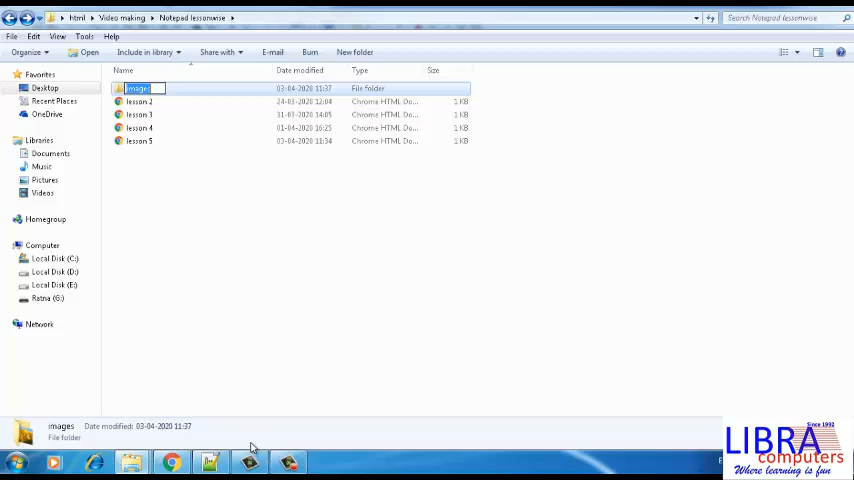 html ▸ Video making ▸ Notepad lessonwise ▸
Search Notepad lessonwise
File Edit View Tools Help
Organize Open Include in library Share with E-mail Burn New folder
Name Date modified Type Size
Favorites
Desktop
Recent Places
OneDrive
Libraries
Documents
Music
Pictures
Videos
Homegroup
Computer
Local Disk (C:)
Local Disk (D:)
Local Disk (E:)
Ratna (G:)
Network
images 03-04-2020 11:37 File folder
lesson 2 24-03-2020 12:04 Chrome HTML Do... 1 KB
lesson 3 31-03-2020 14:05 Chrome HTML Do... 1 KB
lesson 4 01-04-2020 16:25 Chrome HTML Do... 1 KB
lesson 5 03-04-2020 11:34 Chrome HTML Do... 1 KB
images Date modified: 03-04-2020 11:37
File folder
Since 1992
LIBRA
computers
Where learning is fun